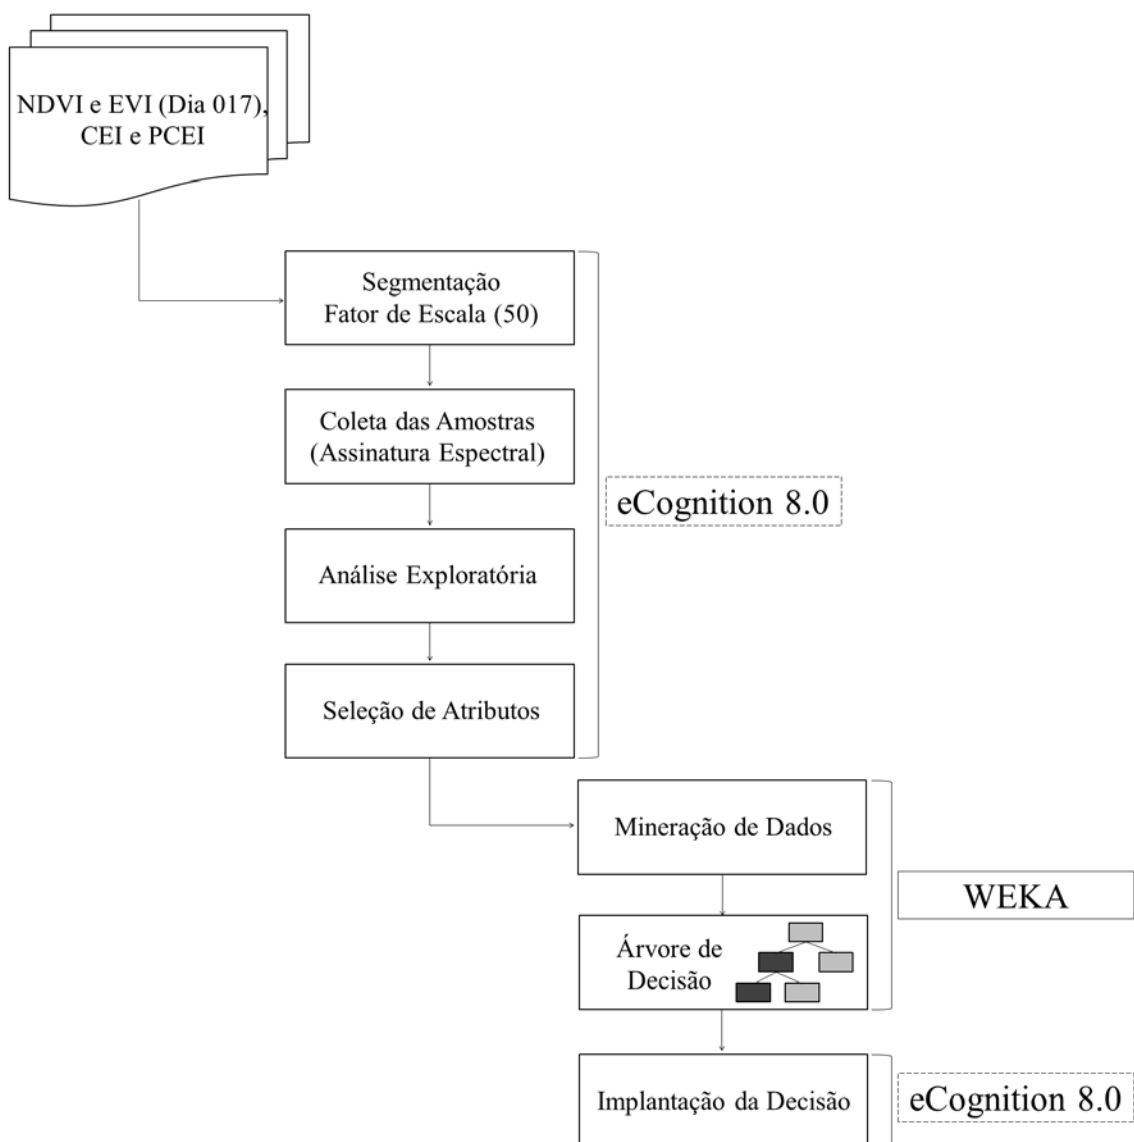 NDVI e EVI (Dia 017),
CEI e PCEI
Segmentação
Fator de Escala (50)
Coleta das Amostras
(Assinatura Espectral)
Análise Exploratória
Seleção de Atributos
eCognition 8.0
Mineração de Dados
Árvore de
Decisão
WEKA
Implantação da Decisão
eCognition 8.0